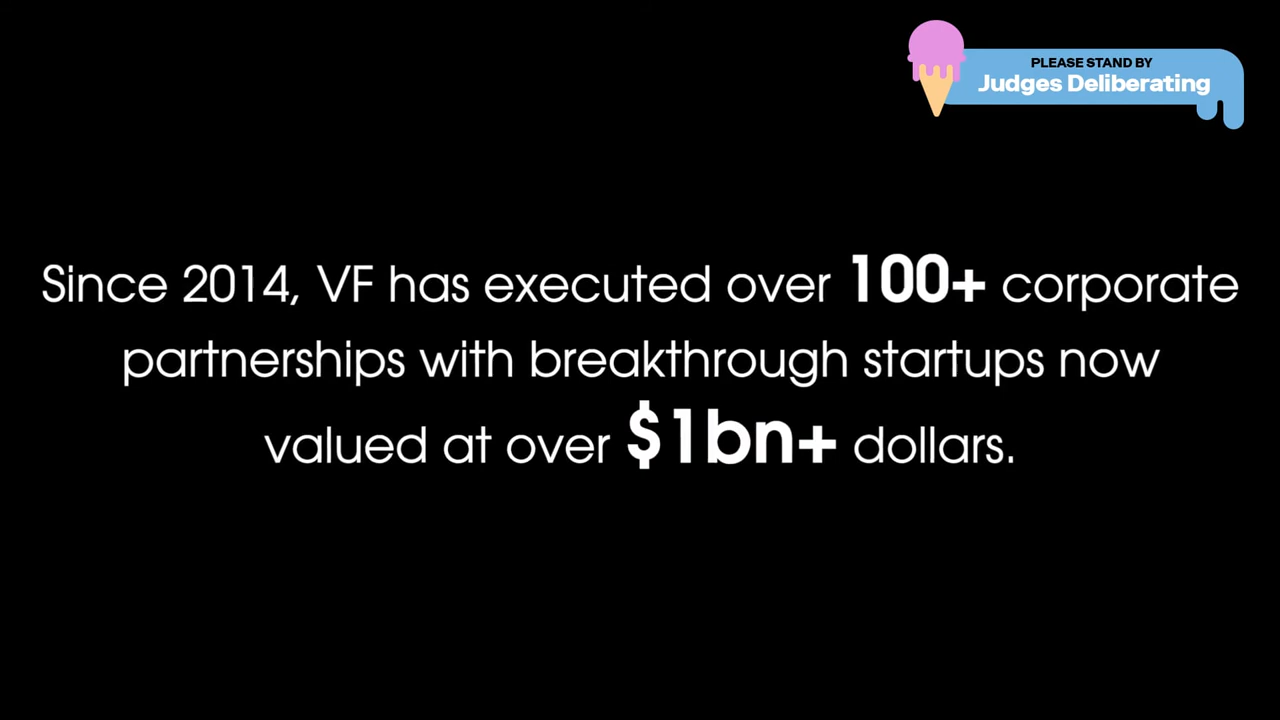 PLEASE STAND BY
Judges Deliberating
Since 2014, VF has executed over 100+ corporate
partnerships with breakthrough startups now
valued at over $1bn+ dollars.